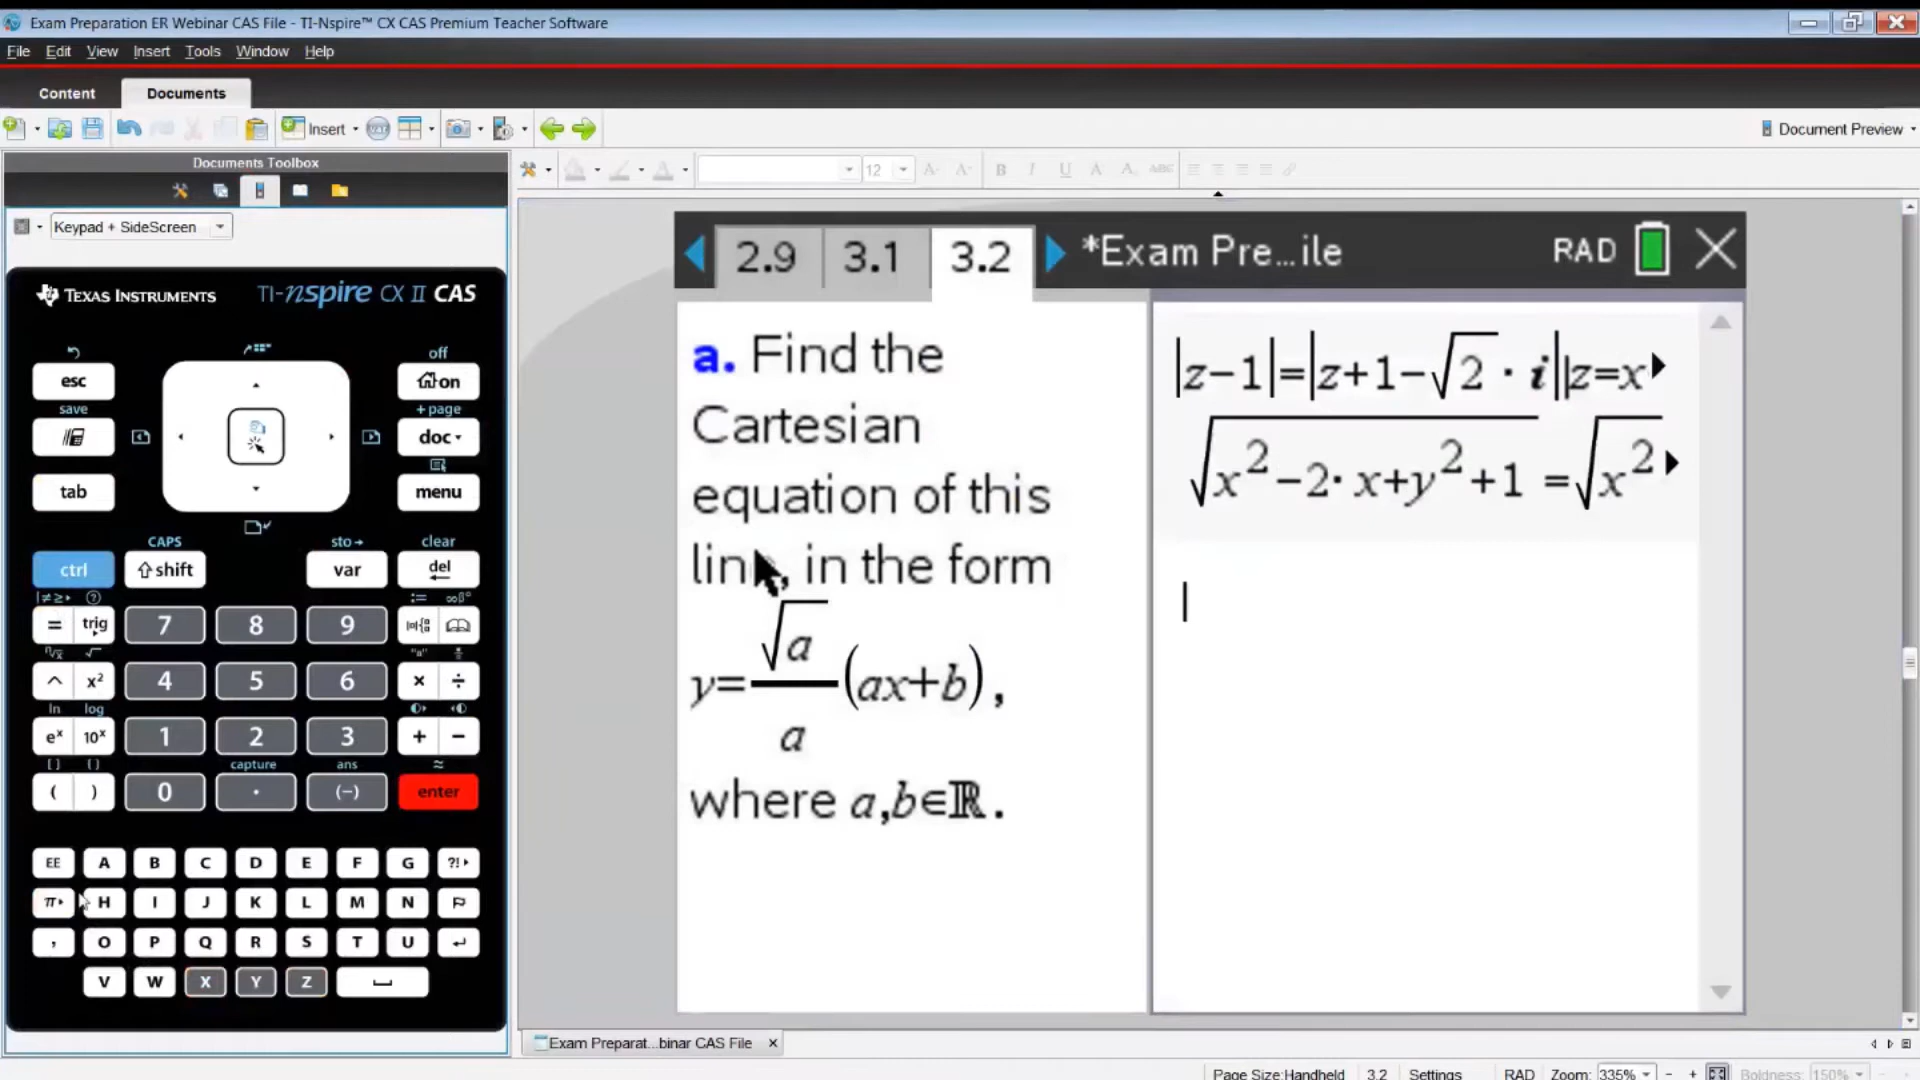 Exam Preparation ER Webinar CAS File - TI-Nspire™ CX CAS Premium Teacher Software
File Edit View Insert Tools Window Help
Content Documents
Insert
Document Preview
Documents Toolbox
12
B I U A A ABC
Keypad + SideScreen
TEXAS INSTRUMENTS TI-nspire CX II CAS
off
esc on
save + page
doc
tab menu
CAPS sto→ clear
ctrl shift var del
= trig 7 8 9
^ x² 4 5 6 × ÷
ln log
eˣ 10ˣ 1 2 3 + −
[ ] { } capture ans ≈
( ) 0 . (−) enter
EE A B C D E F G ?!▸
π▸ H I J K L M N
, O P Q R S T U ↵
V W X Y Z
2.9 3.1 3.2 *Exam Pre...ile RAD
a. Find the
Cartesian
equation of this
line, in the form
y=√a/a (ax+b),
where a,b∈ℝ.
|z−1|=|z+1−√2·i||z=x▸
√x²−2·x+y²+1 =√x²▸
Exam Preparat...binar CAS File
Page Size:Handheld 3.2 Settings RAD Zoom: 335% − + Boldness: 150%